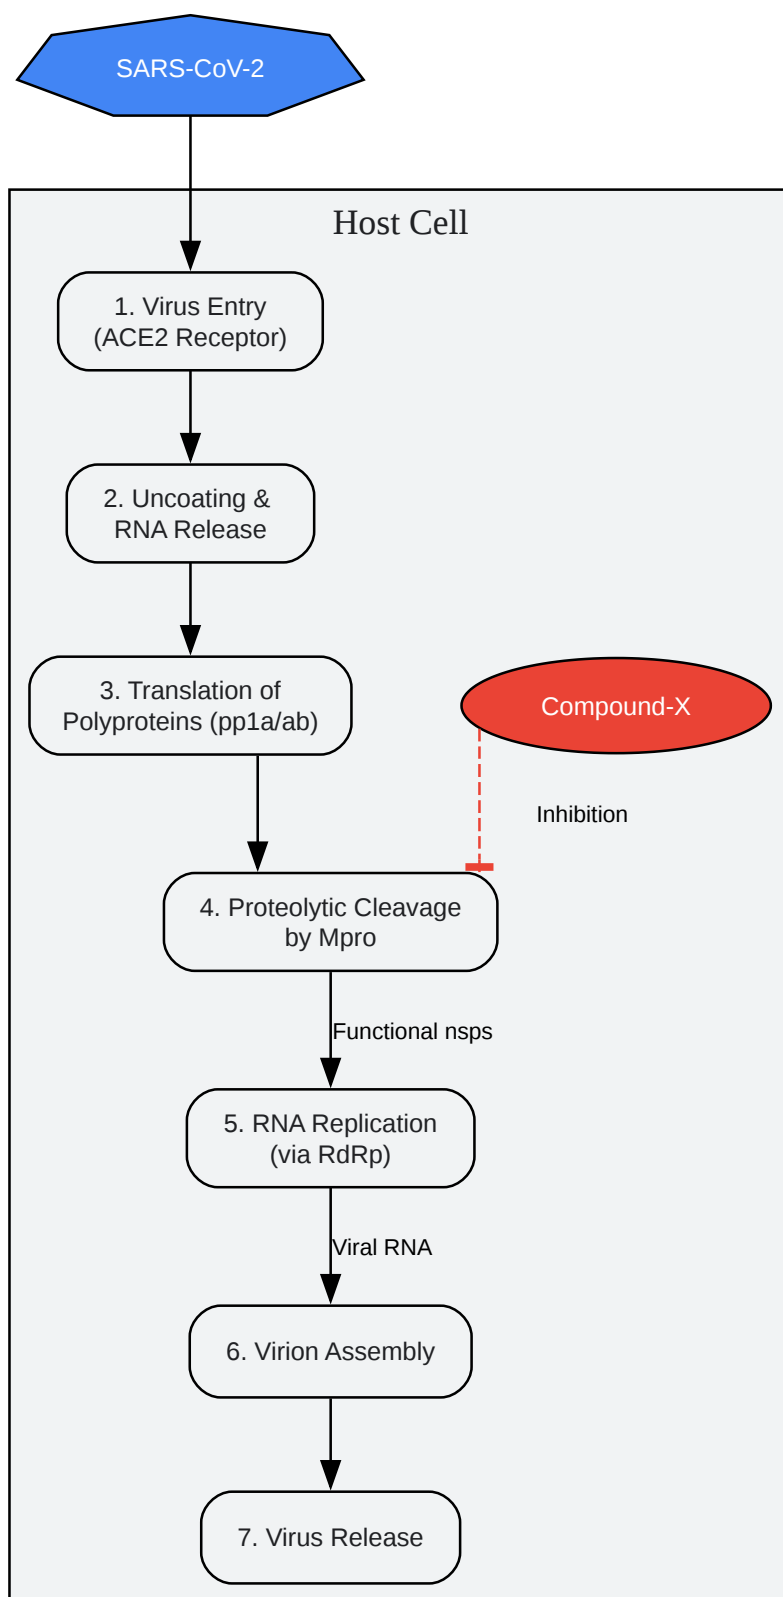 SARS-CoV-2
Host Cell
1. Virus Entry
(ACE2 Receptor)
2. Uncoating &
RNA Release
3. Translation of
Polyproteins (pp1a/ab)
Compound-X
Inhibition
4. Proteolytic Cleavage
by Mpro
Functional nsps
5. RNA Replication
(via RdRp)
Viral RNA
6. Virion Assembly
7. Virus Release